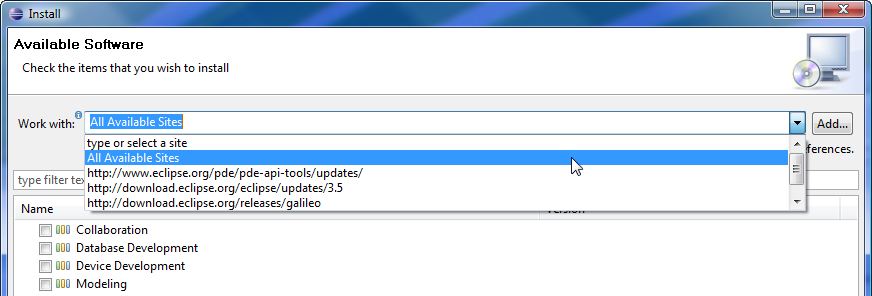 Install
Available Software
Check the items that you wish to install
Work with: All Available Sites Add...
type or select a site
All Available Sites
ferences.
http://www.eclipse.org/pde/pde-api-tools/updates/
type filter tex
http://download.eclipse.org/eclipse/updates/3.5
http://download.eclipse.org/releases/galileo
Name Version
Collaboration
Database Development
Device Development
Modeling